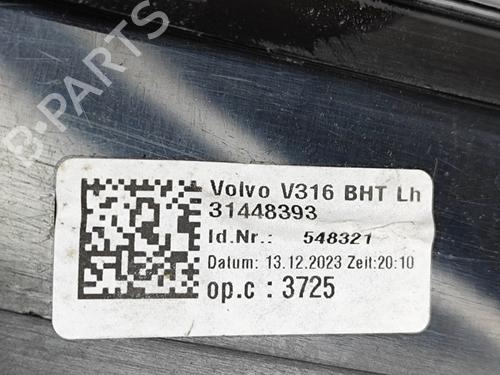 B-PARTS
Volvo V316 BHT Lh
31448393
Id.Nr.: 548321
Datum: 13.12.2023 Zeit:20:10
op.c : 3725